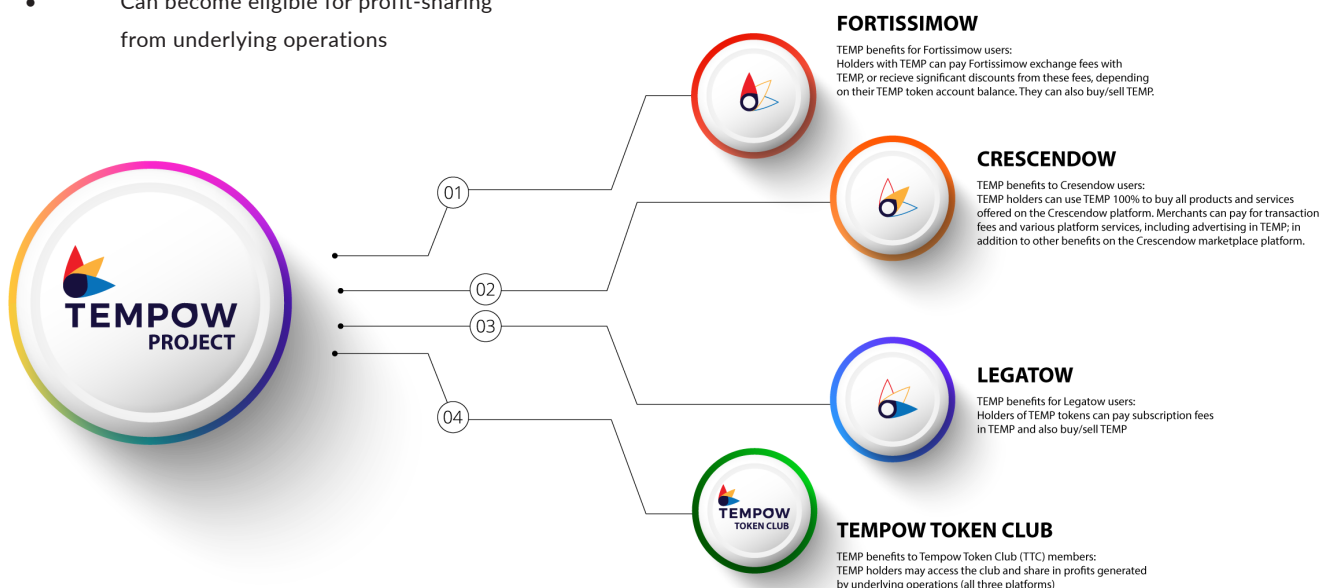 • Can become eligible for profit-sharing
from underlying operations
TEMPOW
PROJECT
01
02
03
04
FORTISSIMOW
TEMP benefits for Fortissimow users:
Holders with TEMP can pay Fortissimow exchange fees with
TEMP, or recieve significant discounts from these fees, depending
on their TEMP token account balance. They can also buy/sell TEMP.
CRESCENDOW
TEMP benefits to Cresendow users:
TEMP holders can use TEMP 100% to buy all products and services
offered on the Crescendow platform. Merchants can pay for transaction
fees and various platform services, including advertising in TEMP; in
addition to other benefits on the Crescendow marketplace platform.
LEGATOW
TEMP benefits for Legatow users:
Holders of TEMP tokens can pay subscription fees
in TEMP and also buy/sell TEMP
TEMPOW
TOKEN CLUB
TEMPOW TOKEN CLUB
TEMP benefits to Tempow Token Club (TTC) members:
TEMP holders may access the club and share in profits generated
by underlying operations (all three platforms)